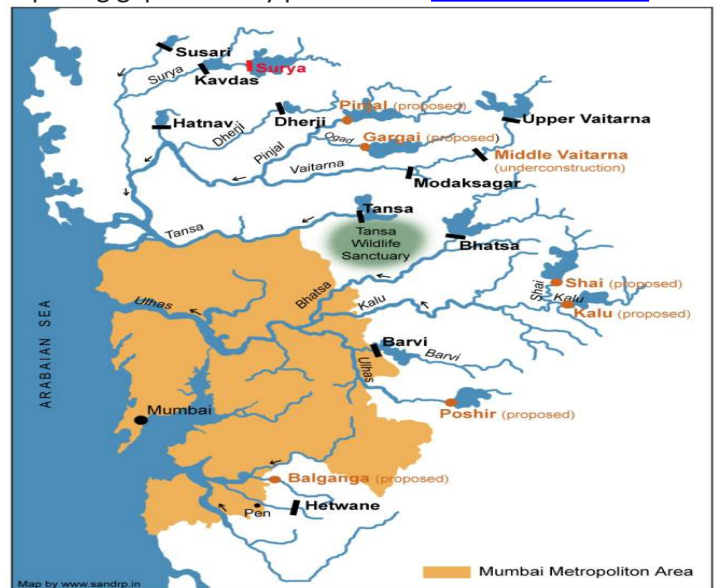 Susari
Surya
Kavdas
Surya
Hatnav
Dherji
Dherji
Pinjal (proposed)
Upper Vaitarna
Ogad
Gargai (proposed)
Pinjal
Vaitarna
Middle Vaitarna
(underconstruction)
Modaksagar
Tansa
Tansa
Tansa
Wildlife
Sanctuary
Bhatsa
Bhatsa
Shai
Shai (proposed)
Kalu
Kalu (proposed)
Ulhas
Kalu
ARABAIAN SEA
Barvi
Barvi
Ulhas
Mumbai
Poshir (proposed)
Balganga (proposed)
Pen
Hetwane
Mumbai Metropoliton Area
Map by www.sandrp.in